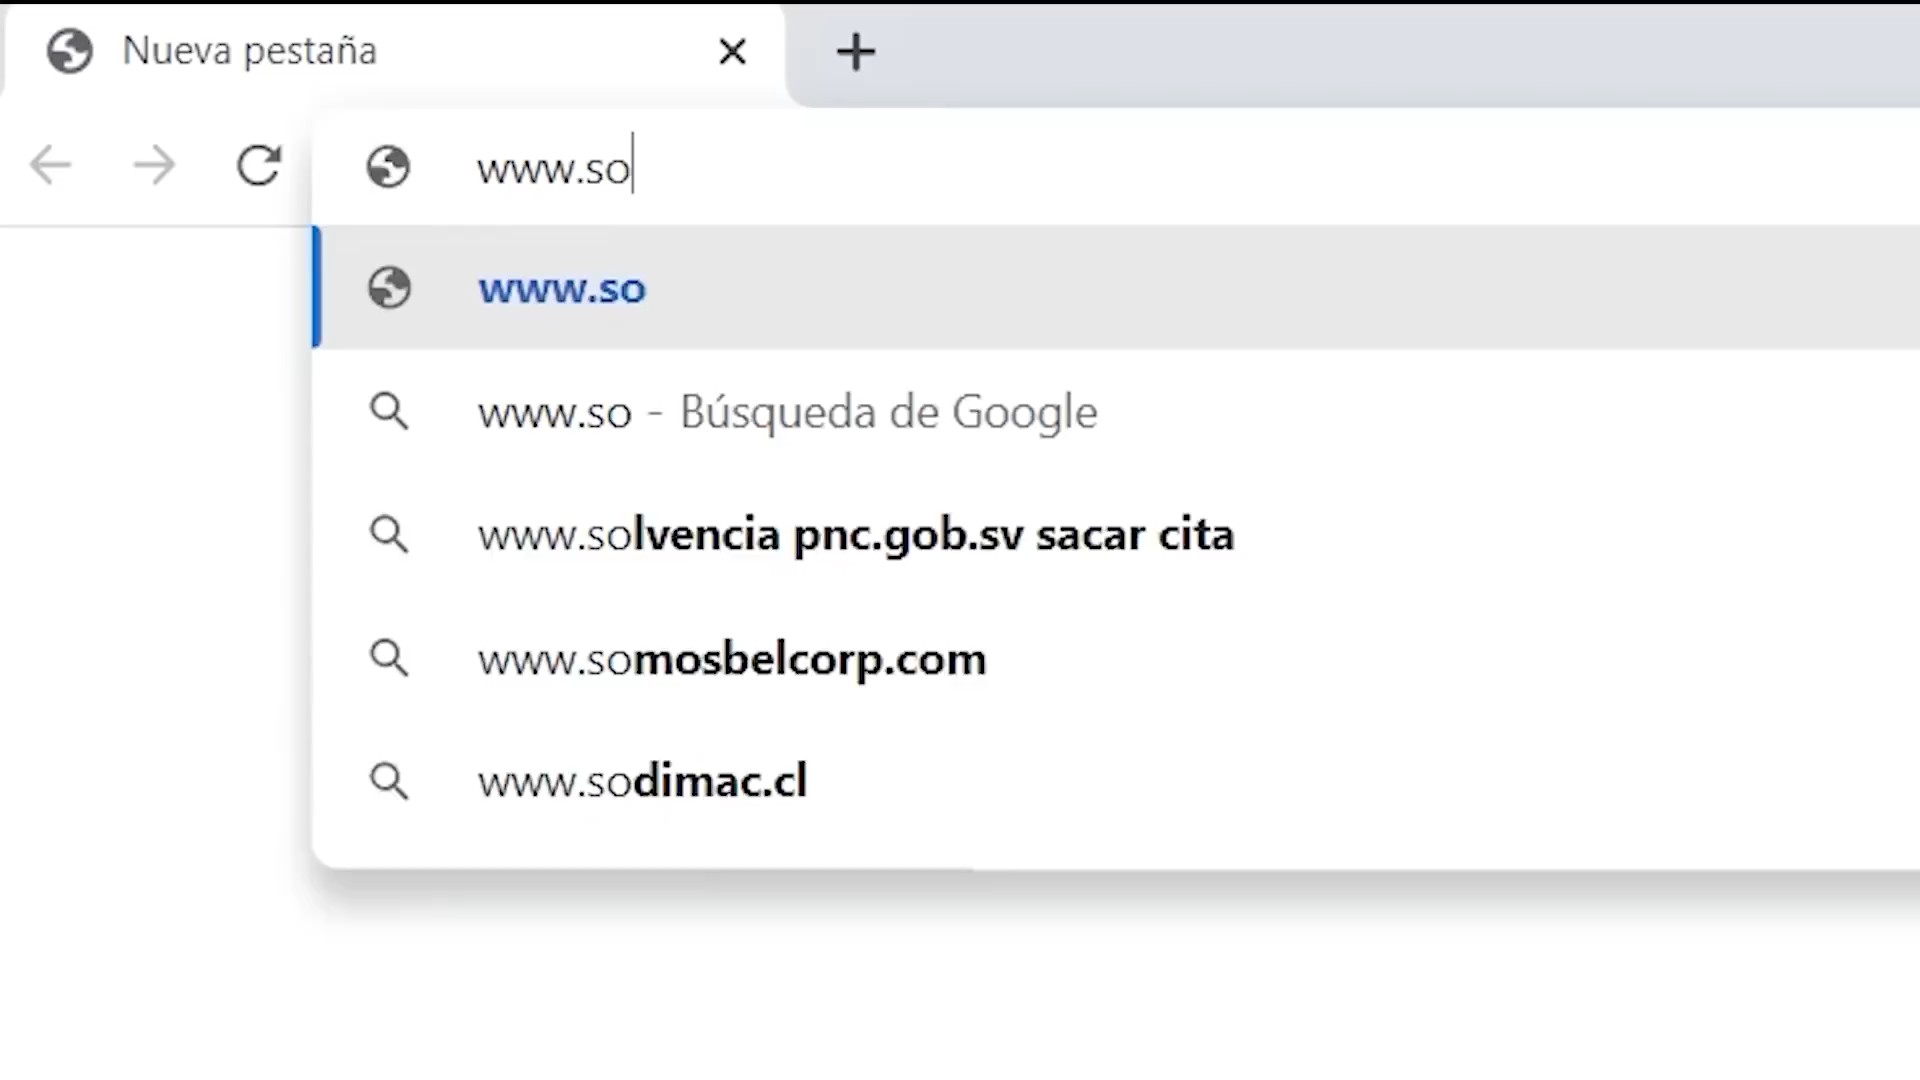 Nueva pestaña
www.so
www.so
www.so - Búsqueda de Google
www.solvencia pnc.gob.sv sacar cita
www.somosbelcorp.com
www.sodimac.cl